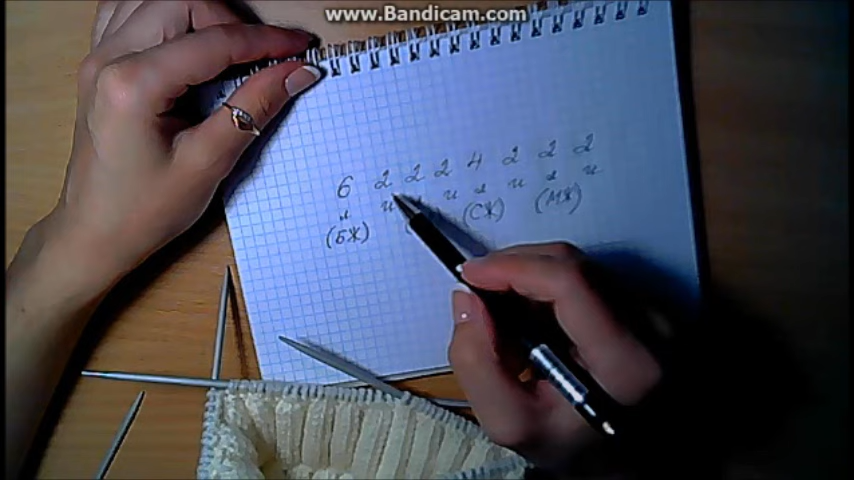 www.Bandicam.com
6 2 2 2 4 2 2 2
л и и л и л и
(БЖ) (СЖ) (МЖ)